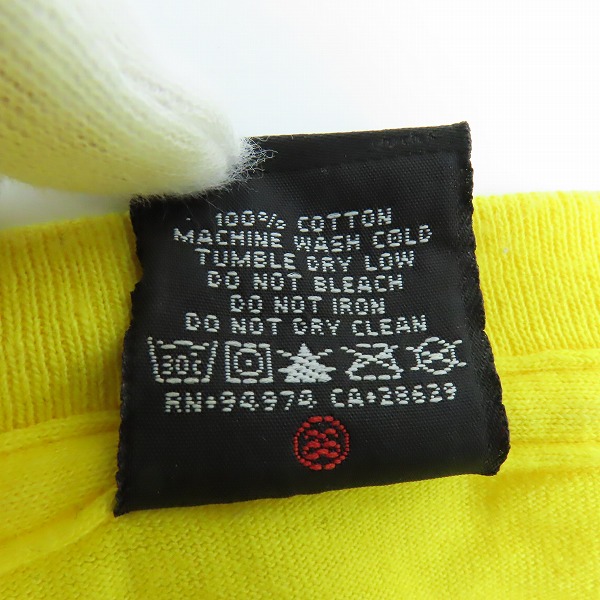 100% COTTON
MACHINE WASH COLD
TUMBLE DRY LOW
DO NOT BLEACH
DO NOT IRON
DO NOT DRY CLEAN
30C
RN*94974 CA*28629